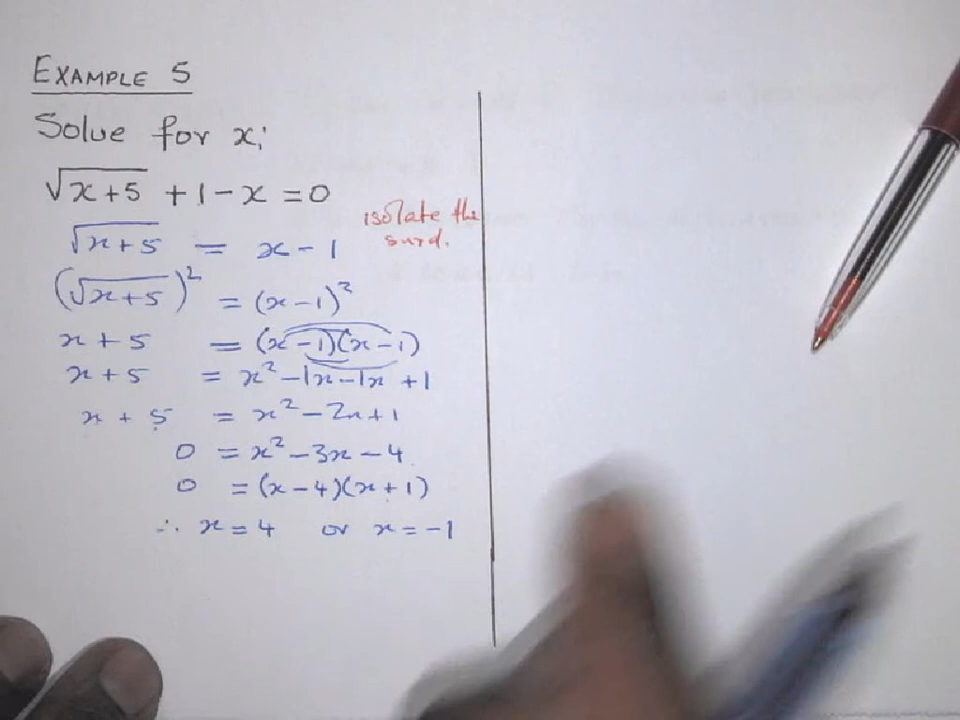 EXAMPLE 5
Solve for x;
√x+5 + 1 - x = 0
√x+5 = x - 1
isolate the
surd.
(√x+5)² = (x-1)²
x + 5 = (x-1)(x-1)
x + 5 = x² - 1x - 1x + 1
x + 5 = x² - 2x + 1
0 = x² - 3x - 4
0 = (x-4)(x+1)
∴ x = 4 or x = -1